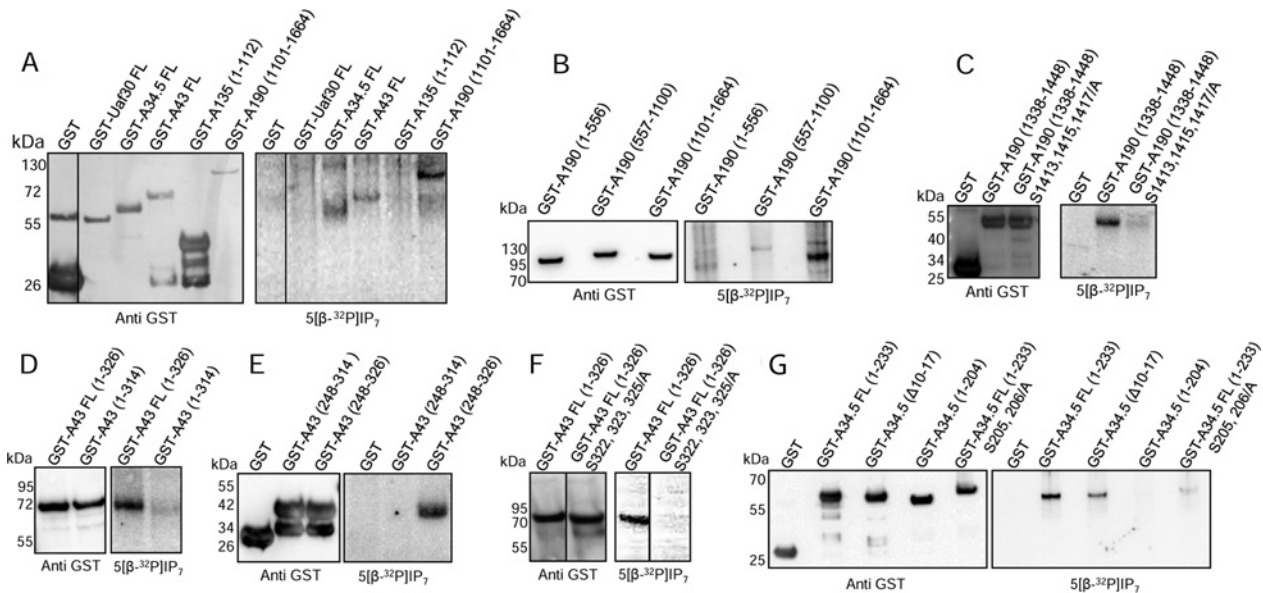 A
GST
GST-Uaf30 FL
GST-A34.5 FL
GST-A43 FL
GST-A135 (1-112)
GST-A190 (1101-1664)
GST
GST-Uaf30 FL
GST-A34.5 FL
GST-A43 FL
GST-A135 (1-112)
GST-A190 (1101-1664)
kDa
130
72
55
26
Anti GST
5[β-³²P]IP₇
B
GST-A190 (1-556)
GST-A190 (557-1100)
GST-A190 (1101-1664)
GST-A190 (1-556)
GST-A190 (557-1100)
GST-A190 (1101-1664)
kDa
130
95
70
Anti GST
5[β-³²P]IP₇
C
GST
GST-A190 (1338-1448)
GST-A190 (1338-1448)
S1413,1415,1417/A
GST
GST-A190 (1338-1448)
GST-A190 (1338-1448)
S1413,1415,1417/A
kDa
55
40
34
26
Anti GST
5[β-³²P]IP₇
D
GST-A43 FL (1-326)
GST-A43 (1-314)
GST-A43 FL (1-326)
GST-A43 (1-314)
kDa
95
72
55
Anti GST
5[β-³²P]IP₇
E
GST
GST-A43 (248-314)
GST-A43 (248-326)
GST
GST-A43 (248-314)
GST-A43 (248-326)
kDa
55
42
34
26
Anti GST
5[β-³²P]IP₇
F
GST-A43 FL (1-326)
GST-A43 FL (1-326)
S322, 323, 325/A
GST-A43 FL (1-326)
GST-A43 FL (1-326)
S322, 323, 325/A
kDa
95
70
55
Anti GST
5[β-³²P]IP₇
G
GST
GST-A34.5 FL (1-233)
GST-A34.5 (Δ10-17)
GST-A34.5 (1-204)
GST-A34.5 FL (1-233)
S205, 206/A
GST
GST-A34.5 FL (1-233)
GST-A34.5 (Δ10-17)
GST-A34.5 (1-204)
GST-A34.5 FL (1-233)
S205, 206/A
kDa
70
55
25
Anti GST
5[β-³²P]IP₇